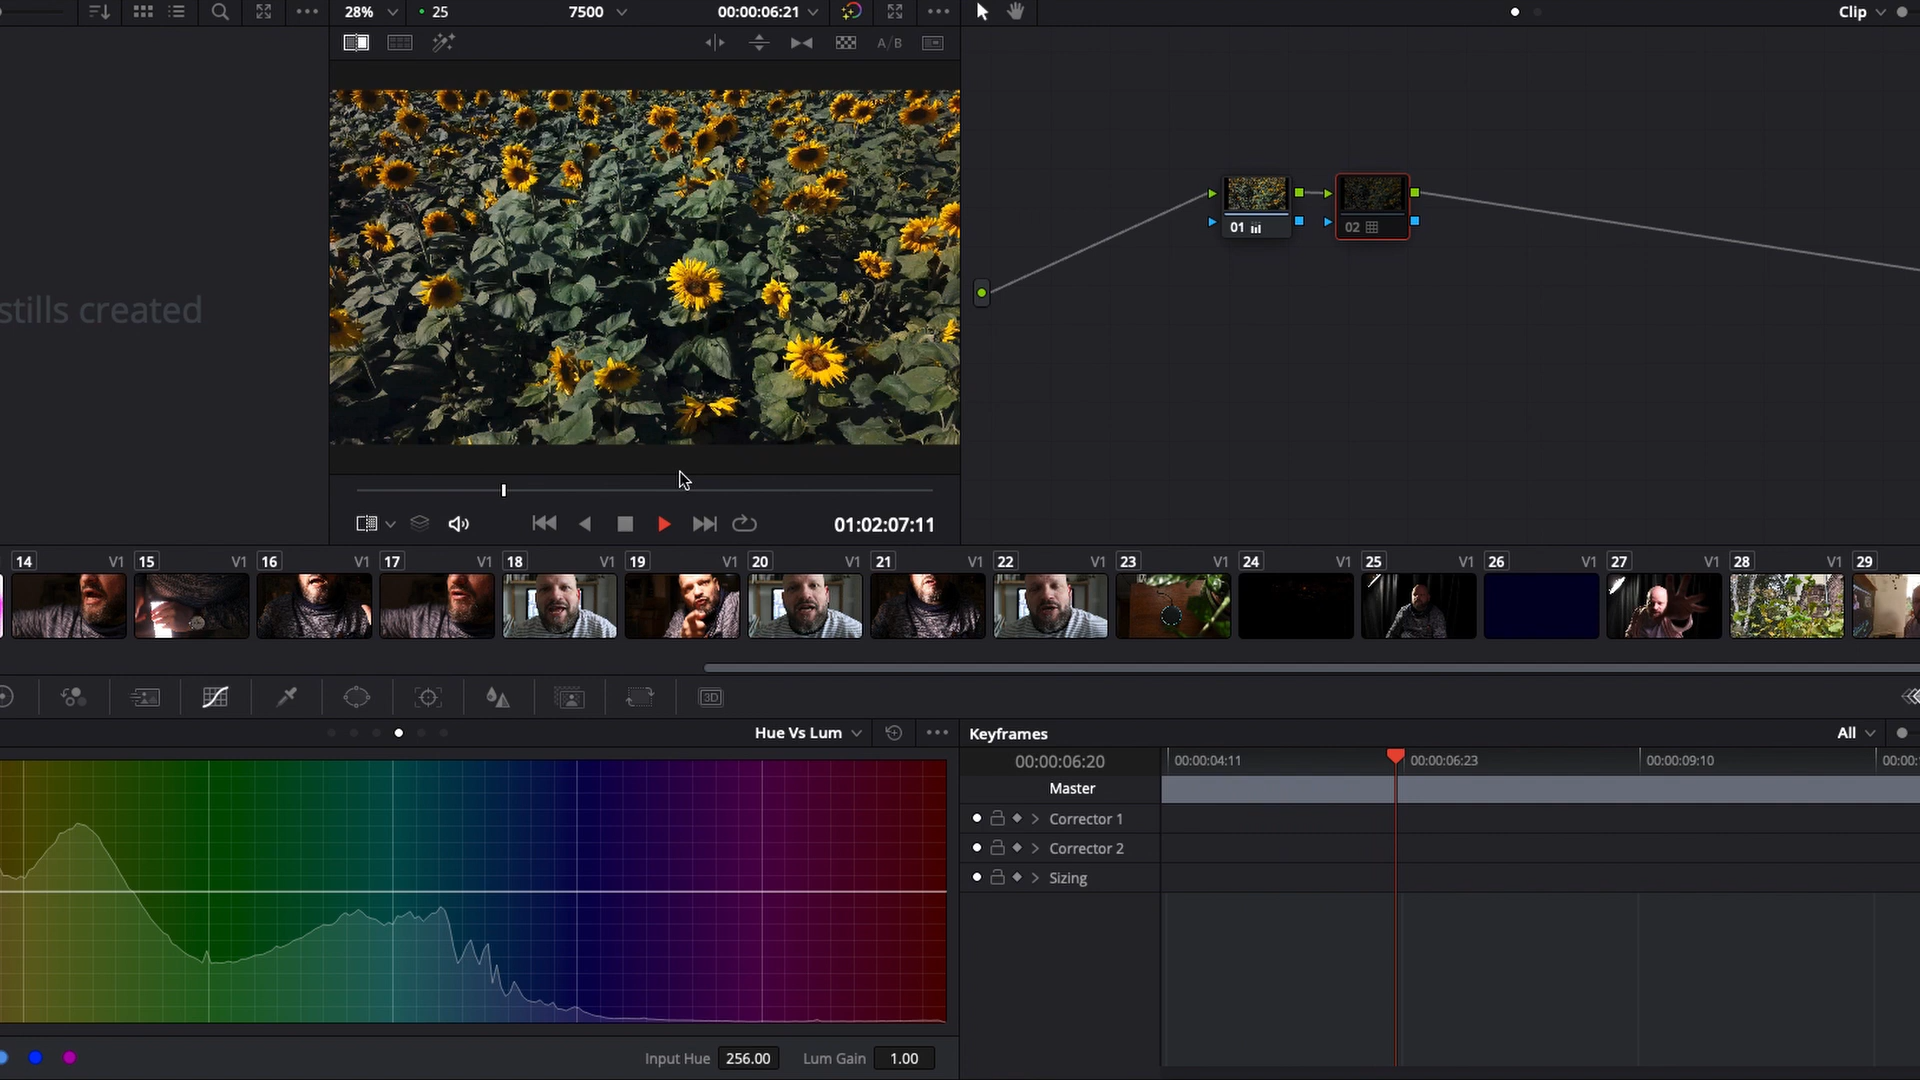 28% 25 7500 00:00:06:21 Clip
A/B
stills created
01 02
01:02:07:11
14 V1 15 V1 16 V1 17 V1 18 V1 19 V1 20 V1 21 V1 22 V1 23 V1 24 V1 25 V1 26 V1 27 V1 28 V1 29
3D
Hue Vs Lum Keyframes All
00:00:06:20 00:00:04:11 00:00:06:23 00:00:09:10 00:00:
Master
Corrector 1
Corrector 2
Sizing
Input Hue 256.00 Lum Gain 1.00